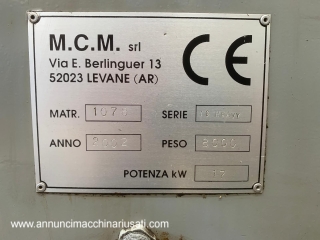 M.C.M. srl
Via E. Berlinguer 13
52023 LEVANE (AR)
CE
MATR. SERIE
ANNO PESO
POTENZA kW
www.annuncimacchinariusati.com